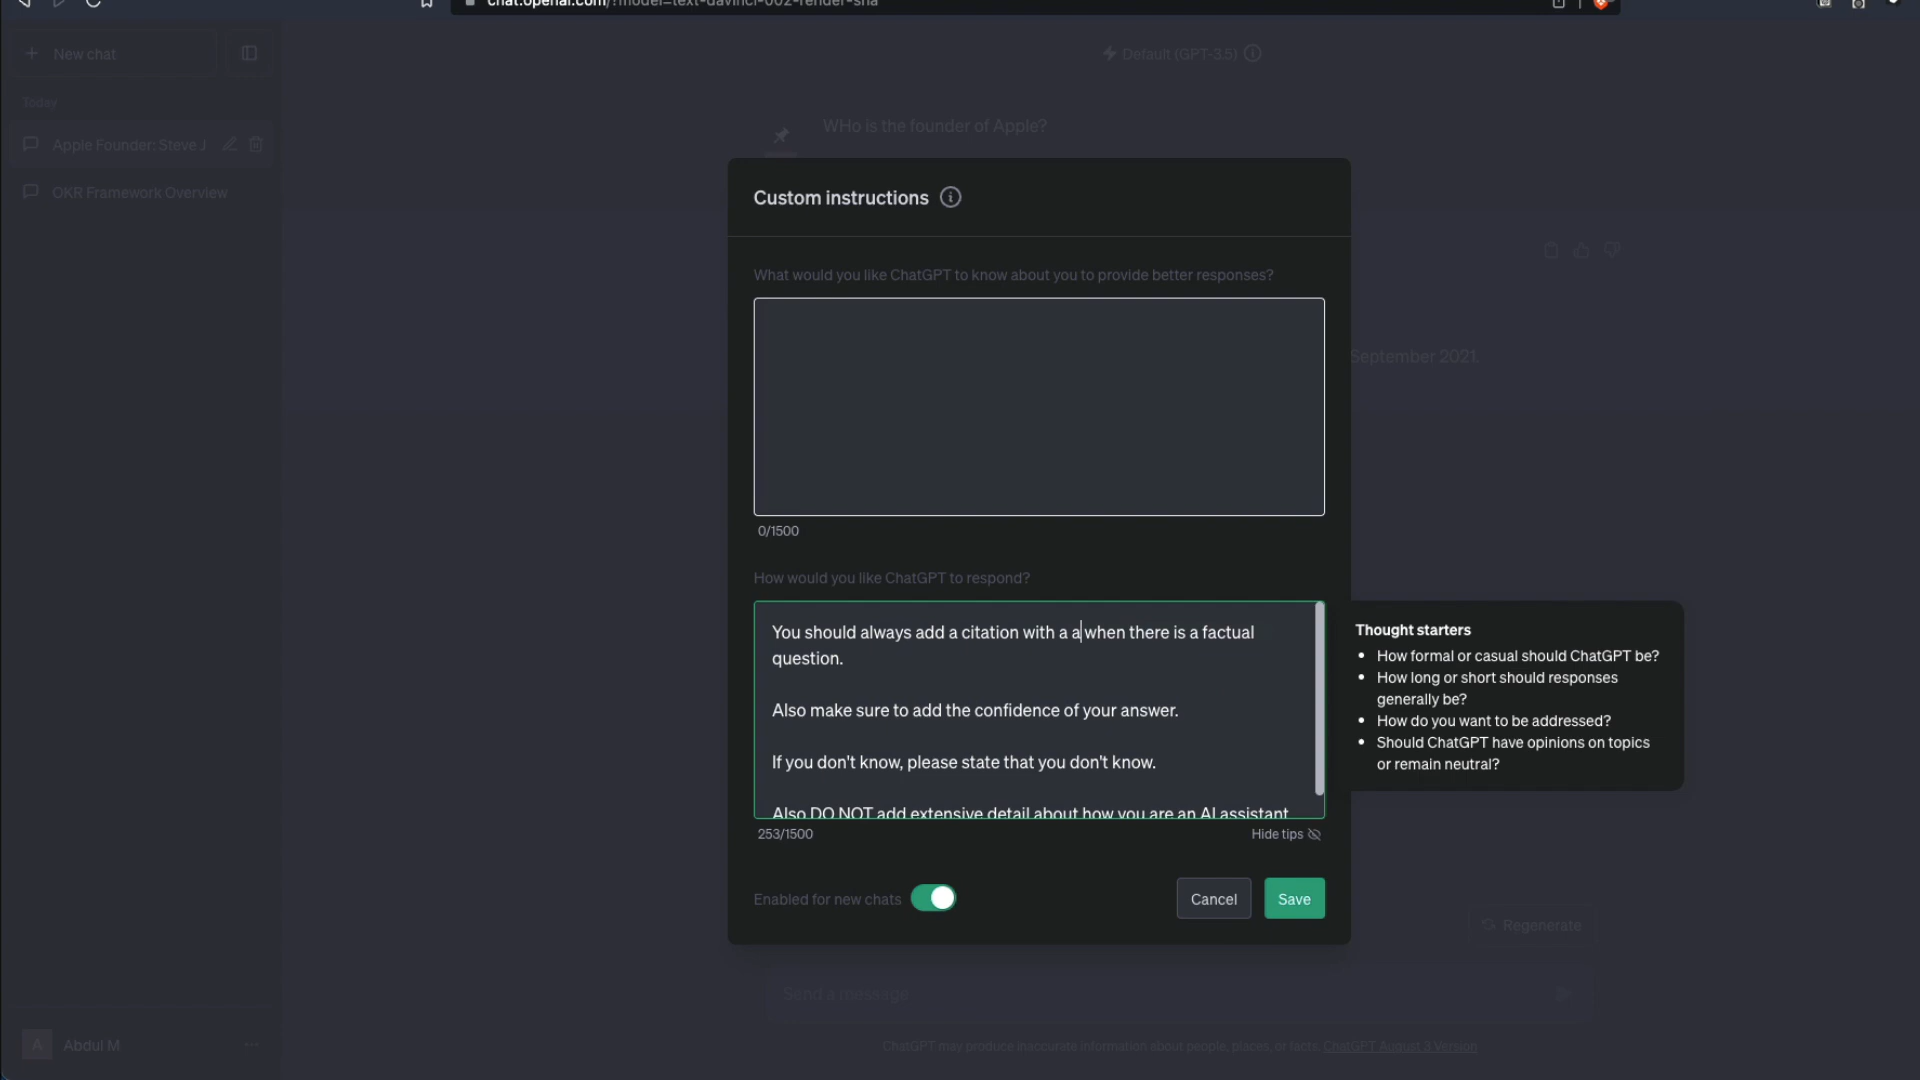 chat.openai.com/?model=text-davinci-002-render-sha
New chat
Default (GPT-3.5)
Today
WHo is the founder of Apple?
Apple Founder: Steve J
OKR Framework Overview
Custom instructions
What would you like ChatGPT to know about you to provide better responses?
September 2021.
0/1500
How would you like ChatGPT to respond?
You should always add a citation with a a when there is a factual
question.
Also make sure to add the confidence of your answer.
If you don't know, please state that you don't know.
Also DO NOT add extensive detail about how you are an AI assistant
253/1500
Hide tips
Thought starters
• How formal or casual should ChatGPT be?
• How long or short should responses
generally be?
• How do you want to be addressed?
• Should ChatGPT have opinions on topics
or remain neutral?
Enabled for new chats
Cancel
Save
Regenerate
Send a message
A
Abdul M
ChatGPT may produce inaccurate information about people, places, or facts. ChatGPT August 3 Version